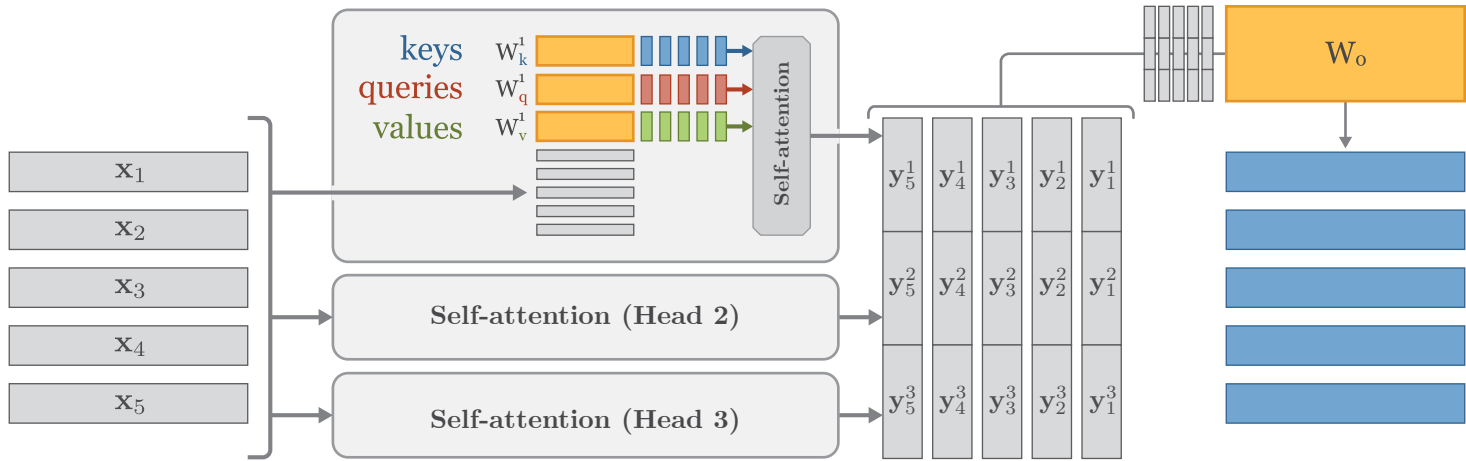 x₁
x₂
x₃
x₄
x₅
keys W¹ₖ
queries W¹q
values W¹ᵥ
Self-attention
Self-attention (Head 2)
Self-attention (Head 3)
y¹₅ y¹₄ y¹₃ y¹₂ y¹₁
y²₅ y²₄ y²₃ y²₂ y²₁
y³₅ y³₄ y³₃ y³₂ y³₁
Wₒ